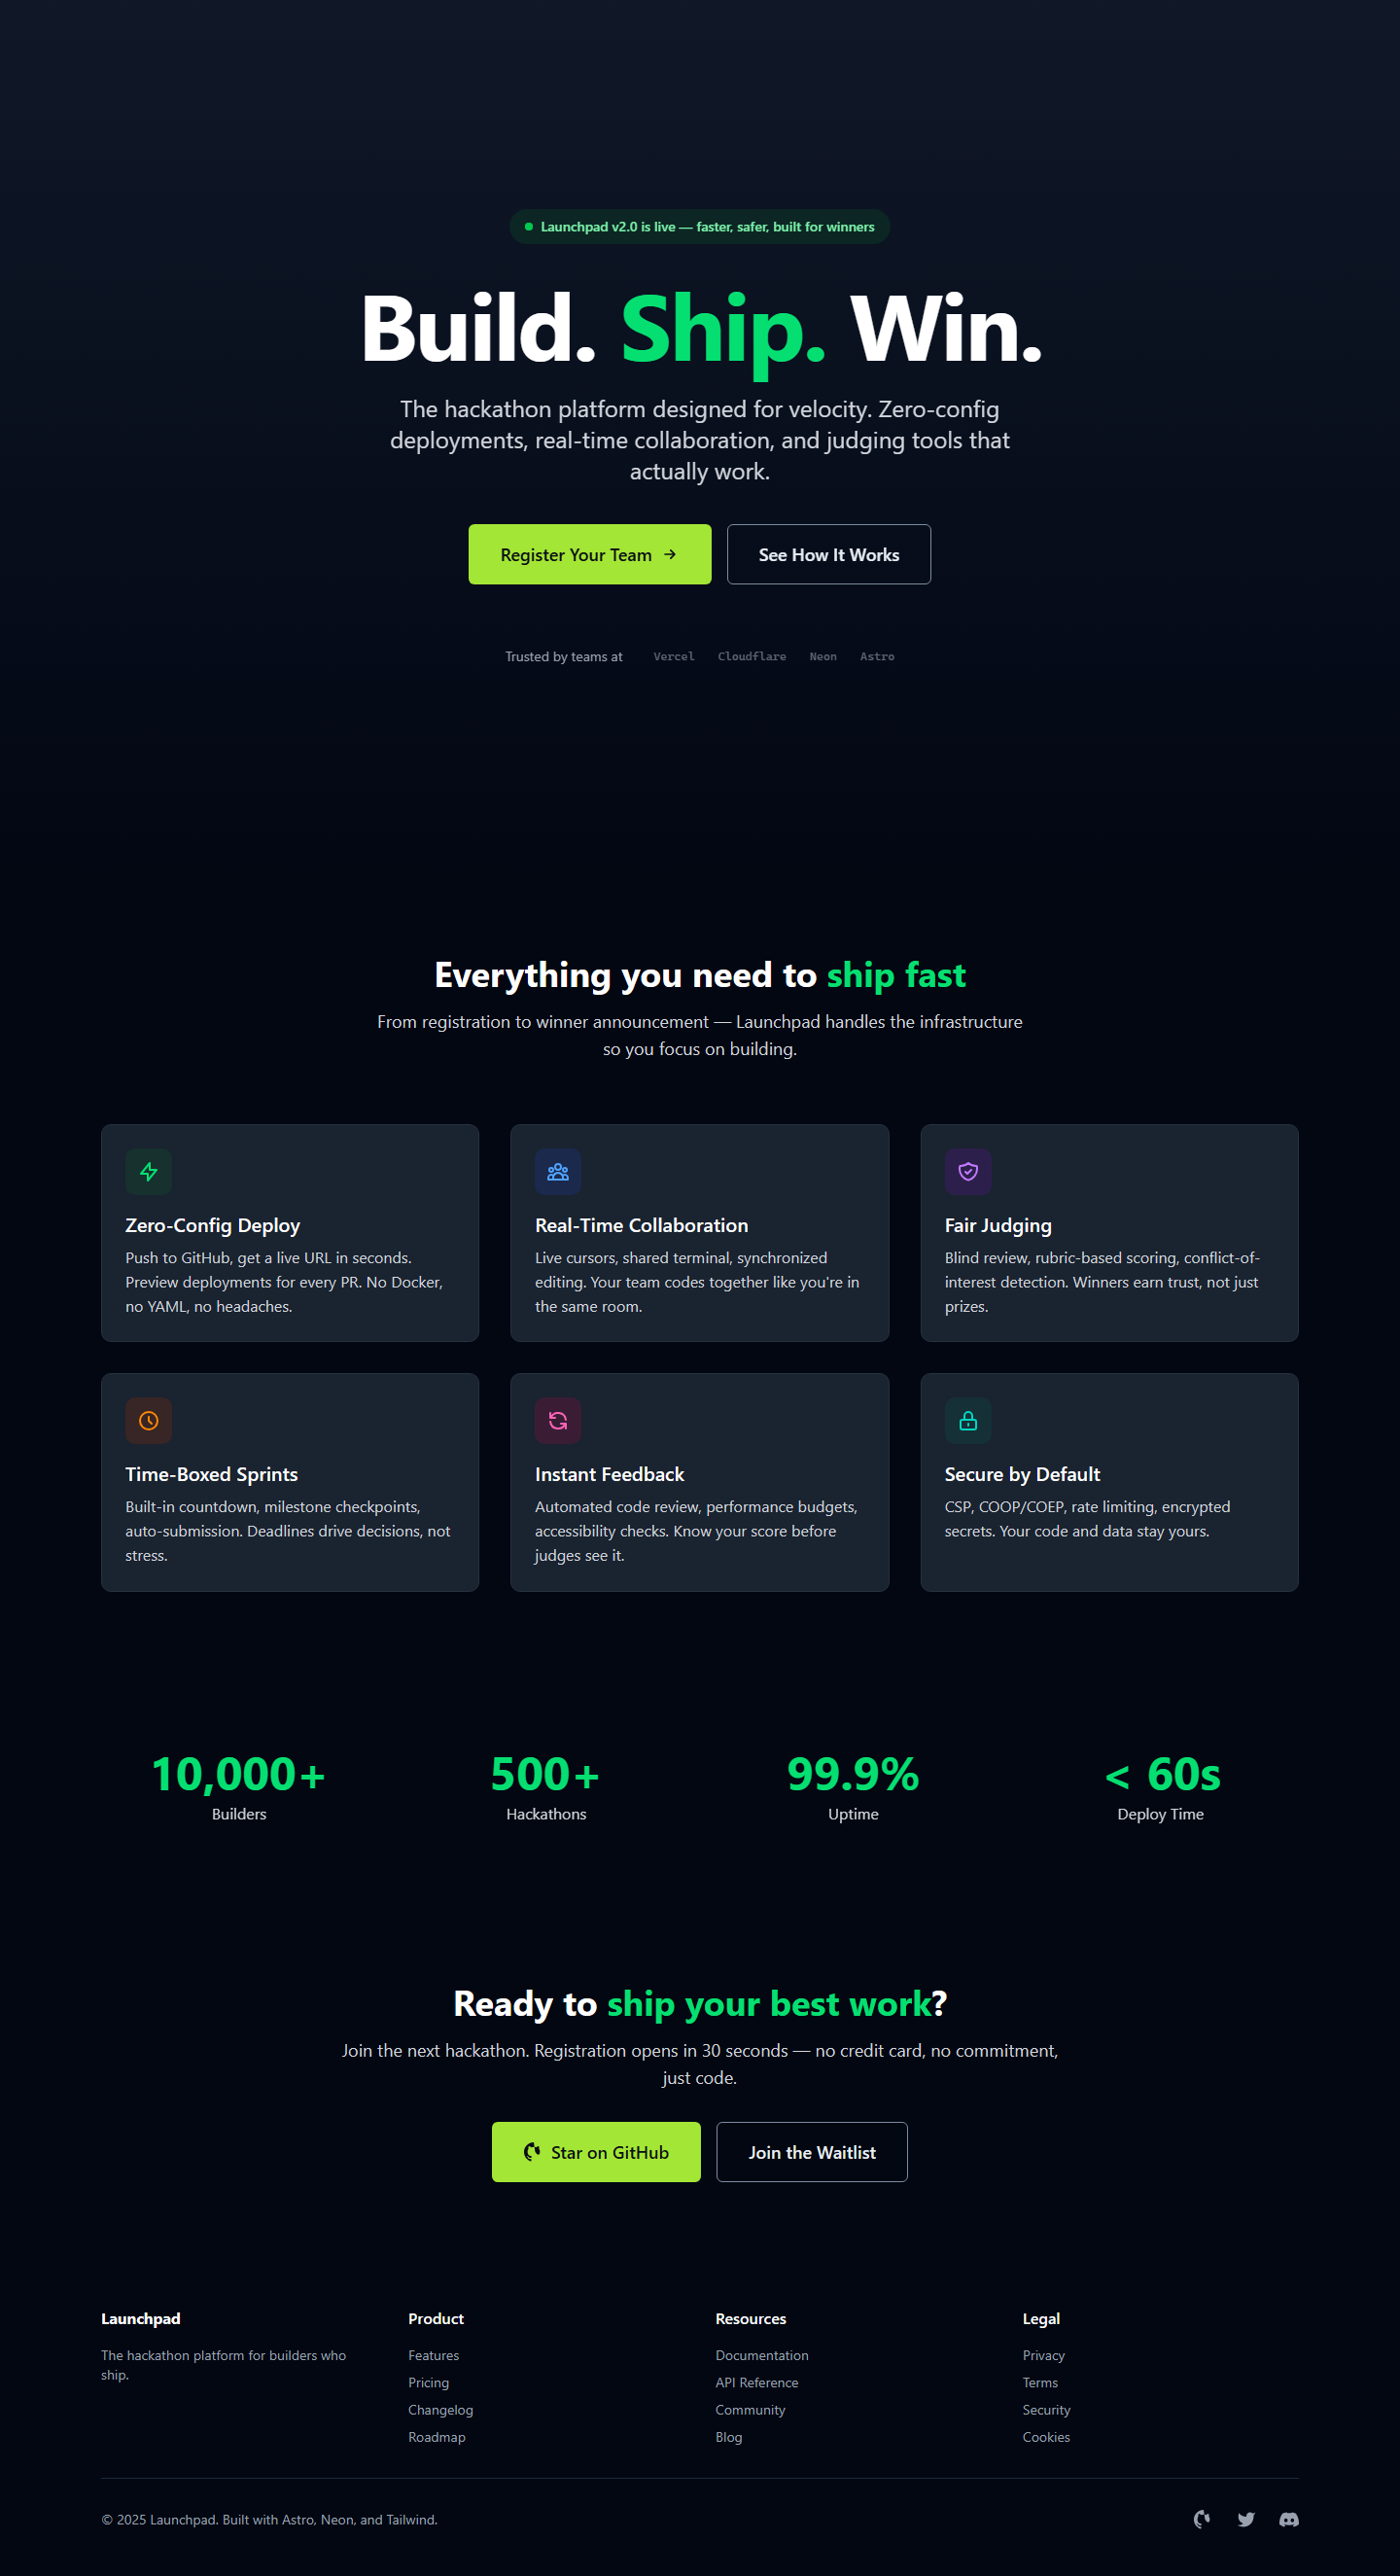 Launchpad v2.0 is live — faster, safer, built for winners
Build. Ship. Win.
The hackathon platform designed for velocity. Zero-config
deployments, real-time collaboration, and judging tools that
actually work.
Register Your Team →
See How It Works
Trusted by teams at
Vercel
Cloudflare
Neon
Astro
Everything you need to ship fast
From registration to winner announcement — Launchpad handles the infrastructure
so you focus on building.
Zero-Config Deploy
Push to GitHub, get a live URL in seconds.
Preview deployments for every PR. No Docker,
no YAML, no headaches.
Real-Time Collaboration
Live cursors, shared terminal, synchronized
editing. Your team codes together like you're in
the same room.
Fair Judging
Blind review, rubric-based scoring, conflict-of-
interest detection. Winners earn trust, not just
prizes.
Time-Boxed Sprints
Built-in countdown, milestone checkpoints,
auto-submission. Deadlines drive decisions, not
stress.
Instant Feedback
Automated code review, performance budgets,
accessibility checks. Know your score before
judges see it.
Secure by Default
CSP, COOP/COEP, rate limiting, encrypted
secrets. Your code and data stay yours.
10,000+
Builders
500+
Hackathons
99.9%
Uptime
< 60s
Deploy Time
Ready to ship your best work?
Join the next hackathon. Registration opens in 30 seconds — no credit card, no commitment,
just code.
Star on GitHub
Join the Waitlist
Launchpad
The hackathon platform for builders who
ship.
Product
Features
Pricing
Changelog
Roadmap
Resources
Documentation
API Reference
Community
Blog
Legal
Privacy
Terms
Security
Cookies
© 2025 Launchpad. Built with Astro, Neon, and Tailwind.